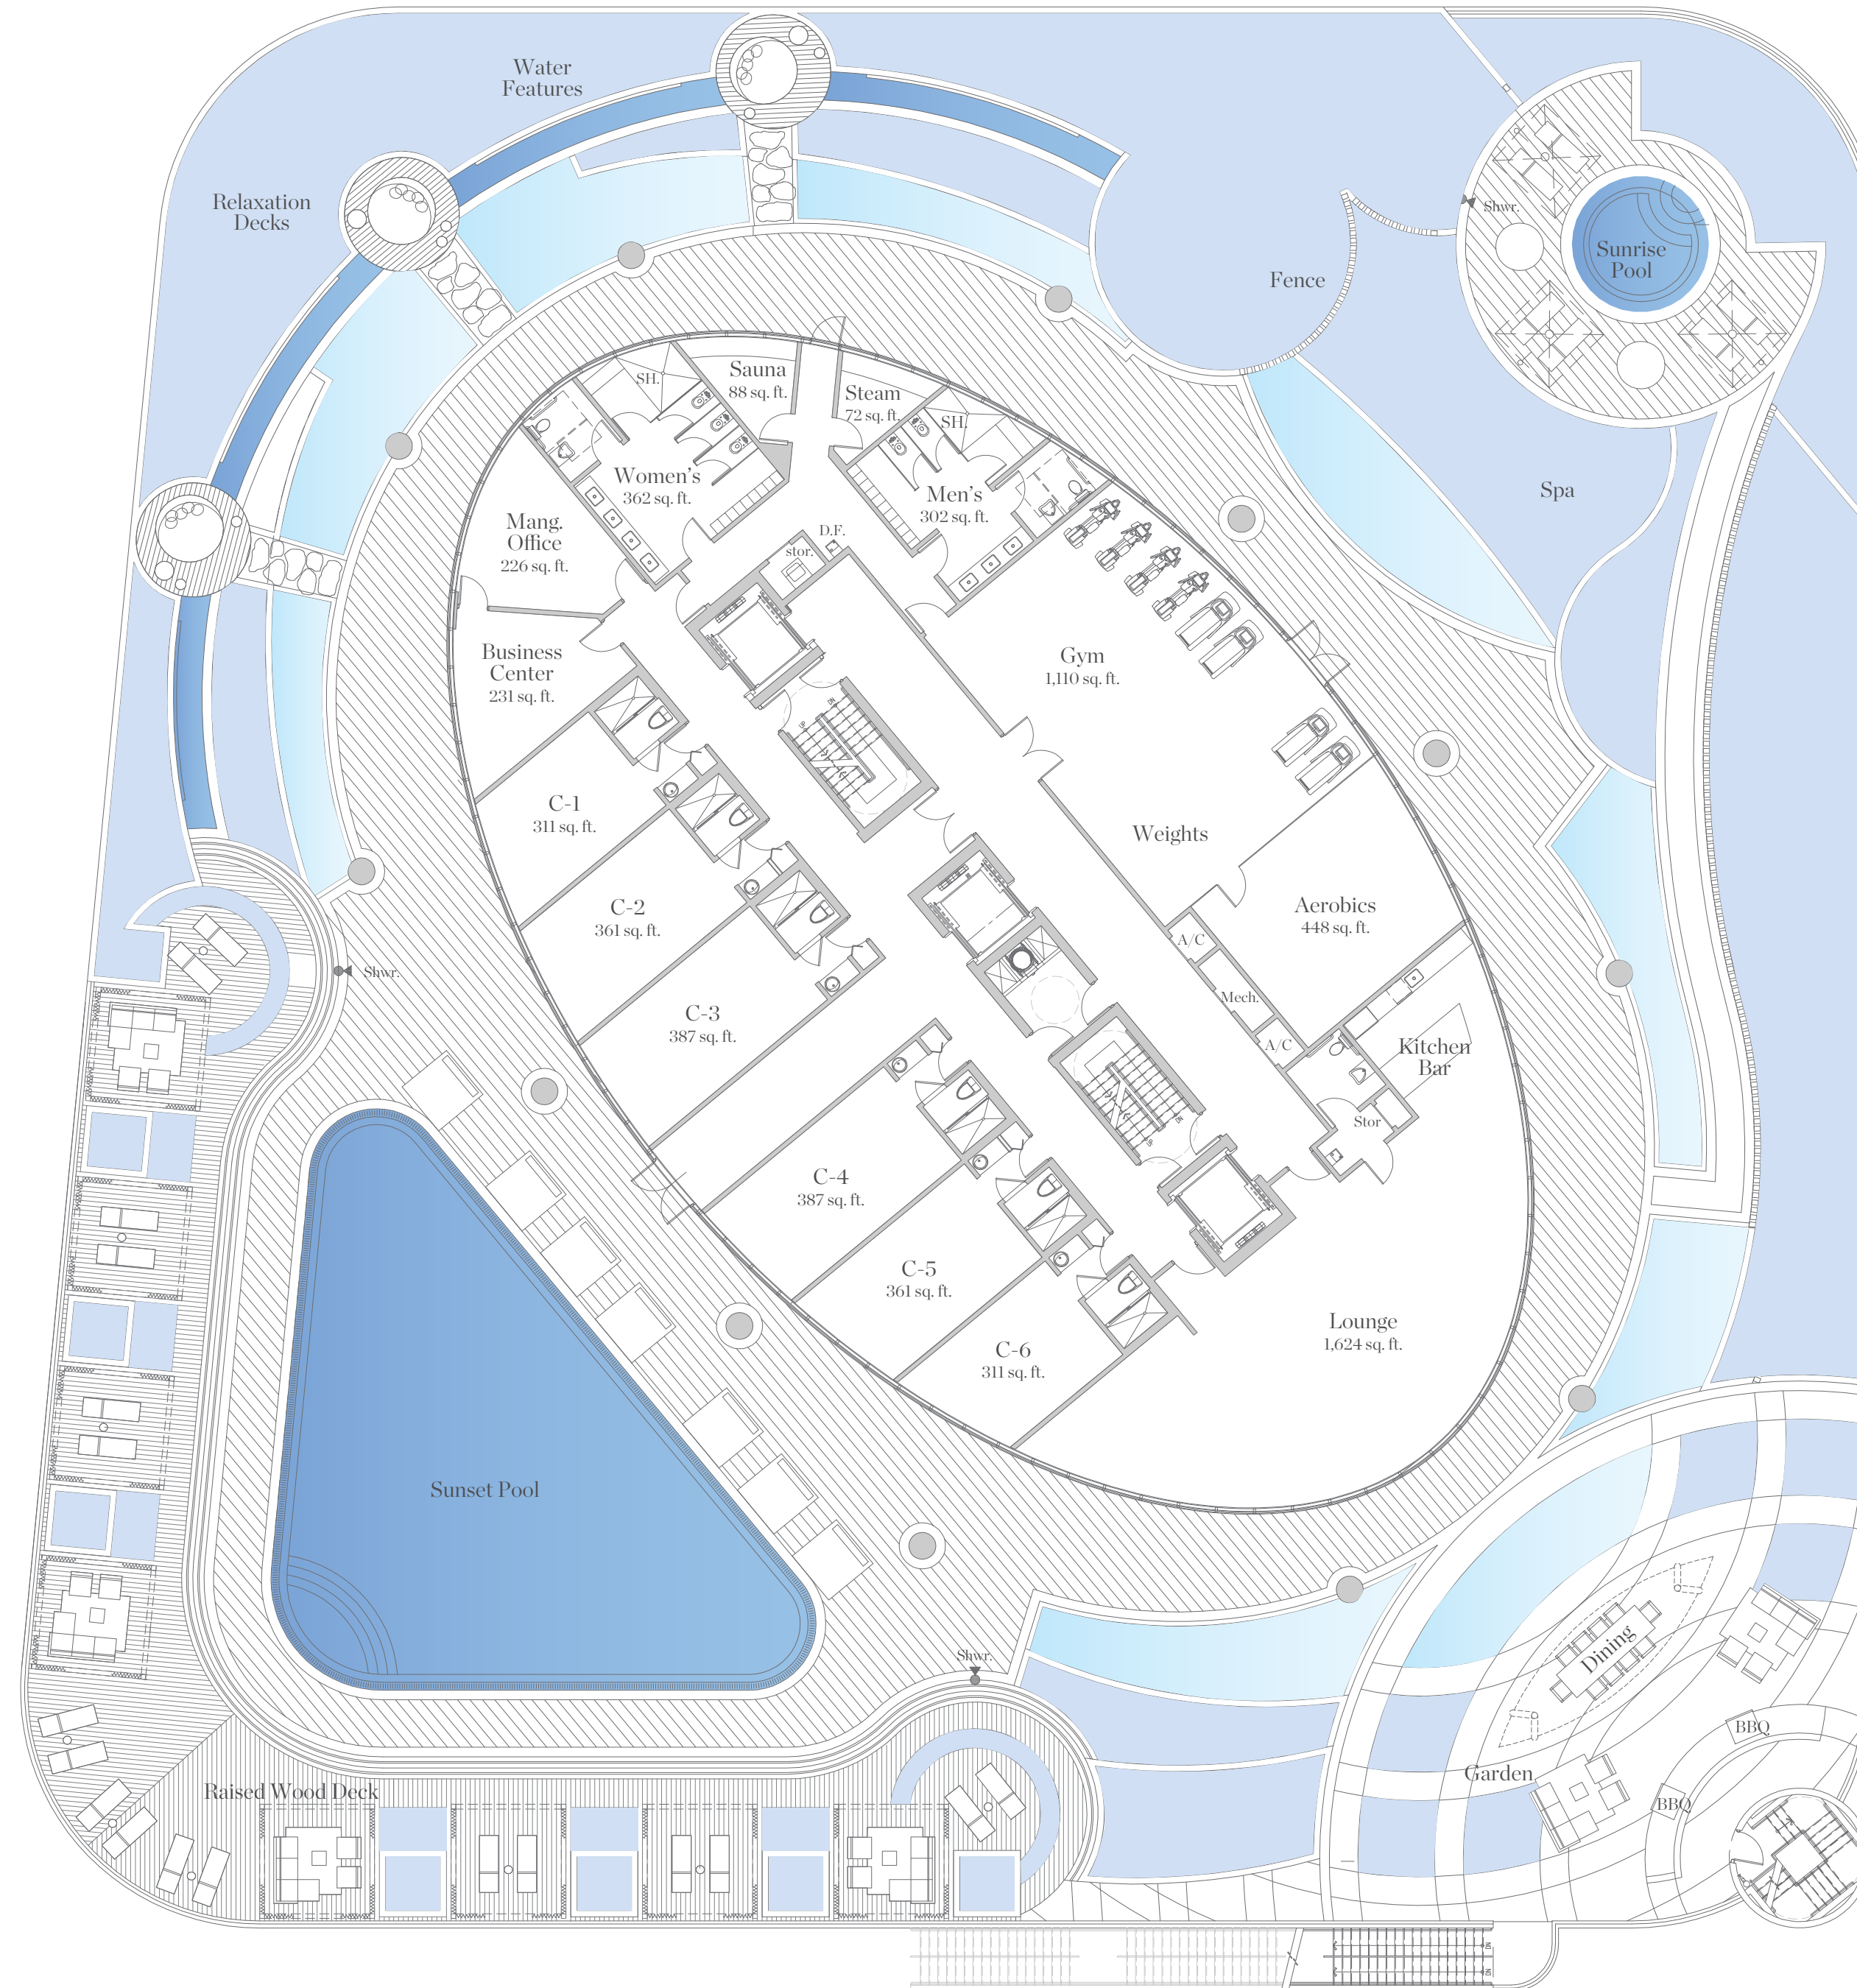 Water
Features
Relaxation
Decks
Shwr.
Sunrise
Pool
Fence
Spa
SH.
Sauna
88 sq. ft.
Steam
72 sq. ft.
SH.
Women's
362 sq. ft.
Men's
302 sq. ft.
Mang.
Office
226 sq. ft.
D.F.
stor.
Business
Center
231 sq. ft.
Gym
1,110 sq. ft.
C-1
311 sq. ft.
Weights
C-2
361 sq. ft.
Aerobics
448 sq. ft.
A/C
Shwr.
C-3
387 sq. ft.
Mech.
A/C
Kitchen
Bar
Stor
C-4
387 sq. ft.
C-5
361 sq. ft.
C-6
311 sq. ft.
Lounge
1,624 sq. ft.
Sunset Pool
Shwr.
Dining
BBQ
Garden
BBQ
Raised Wood Deck